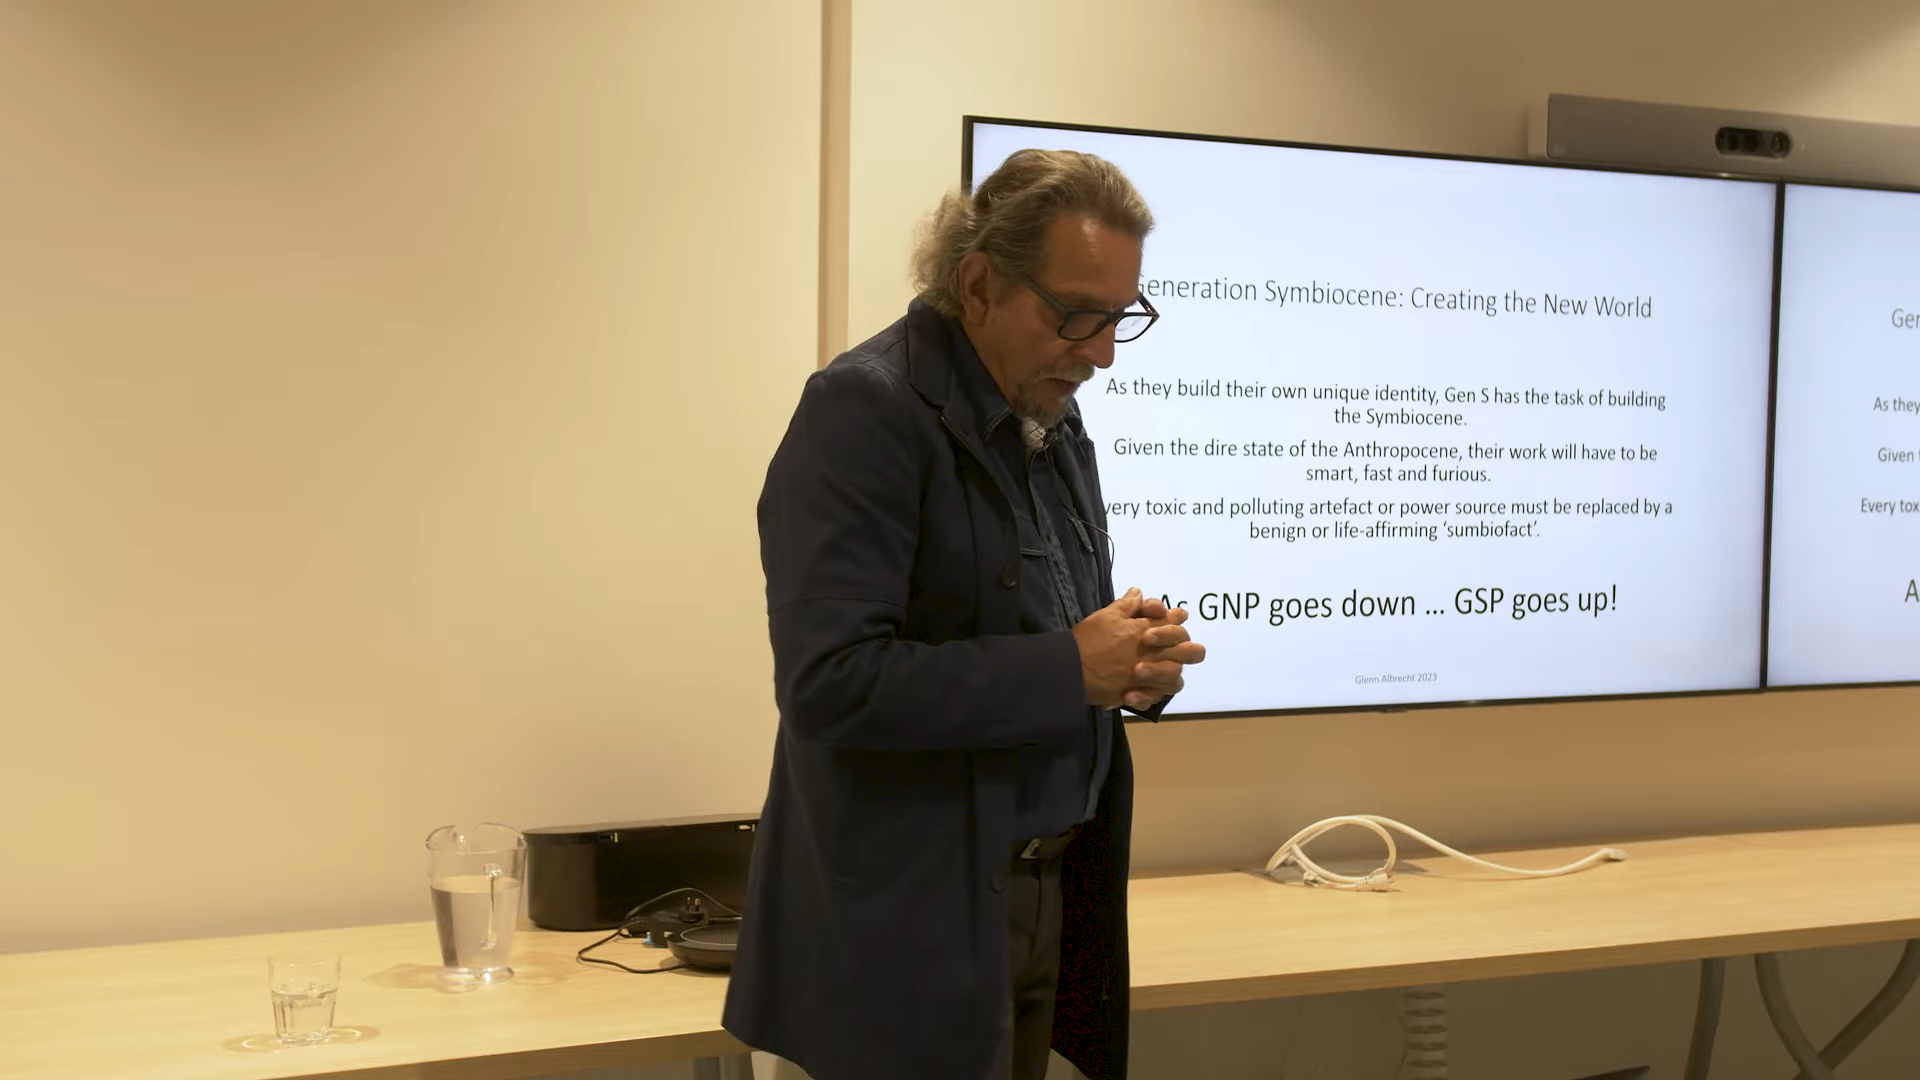 Generation Symbiocene: Creating the New World
As they build their own unique identity, Gen S has the task of building
the Symbiocene.
Given the dire state of the Anthropocene, their work will have to be
smart, fast and furious.
Every toxic and polluting artefact or power source must be replaced by a
benign or life-affirming ‘sumbiofact’.
As GNP goes down ... GSP goes up!
Glenn Albrecht 2023
Ger
As they
Given
Every tox
A